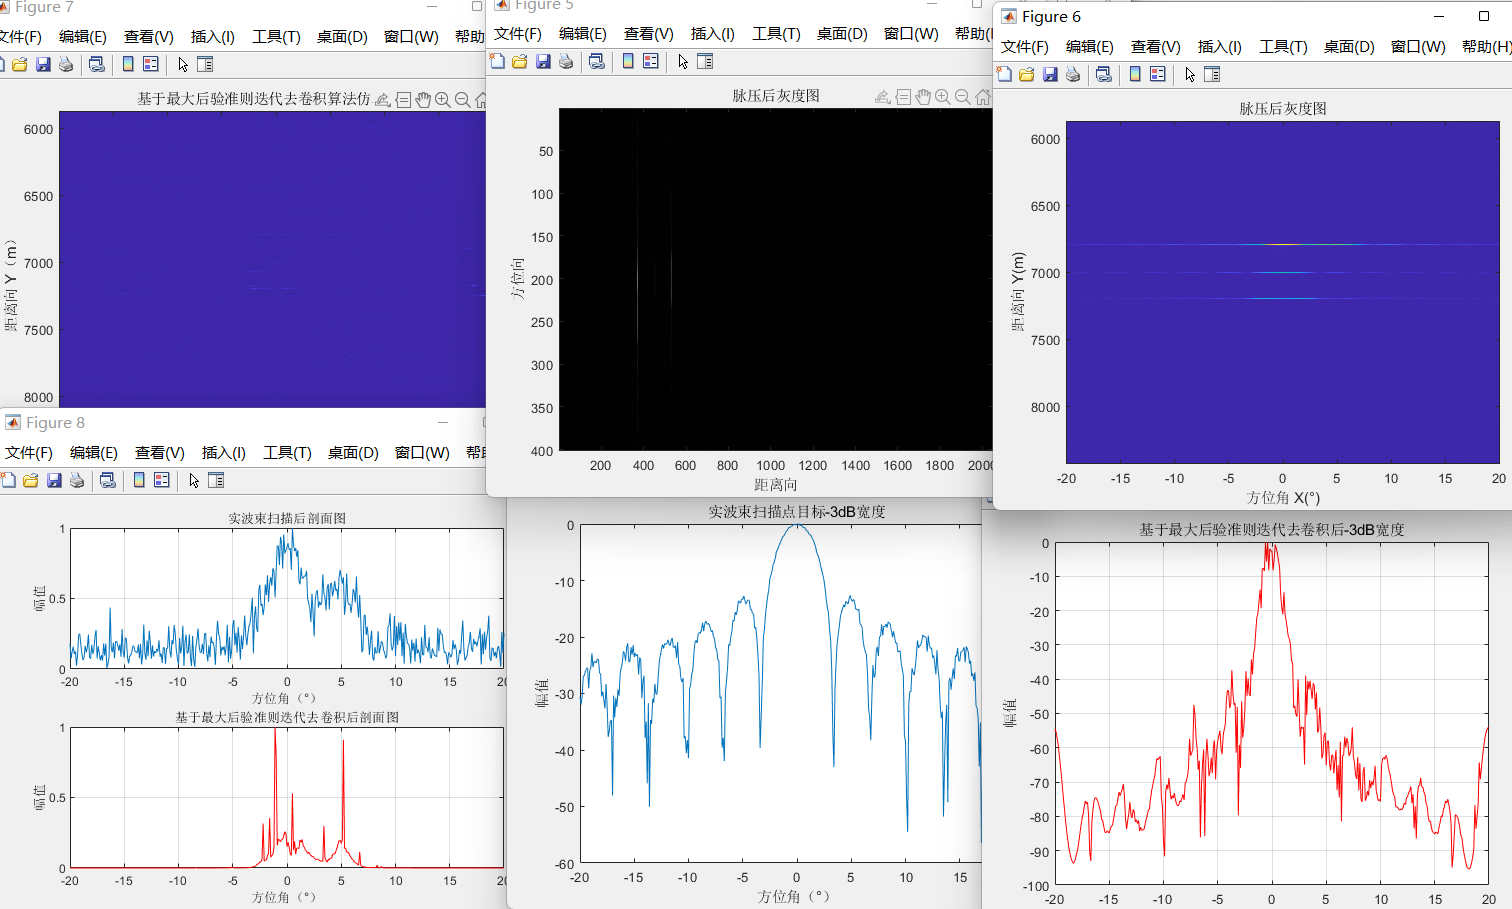 Figure 7
文件(F) 编辑(E) 查看(V) 插入(I) 工具(T) 桌面(D) 窗口(W) 帮助
基于最大后验准则迭代去卷积算法仿
6000
6500
7000
7500
8000
距离向 Y（m）
Figure 5
文件(F) 编辑(E) 查看(V) 插入(I) 工具(T) 桌面(D) 窗口(W) 帮助(
脉压后灰度图
50
100
150
200
250
300
350
400
方位向
200 400 600 800 1000 1200 1400 1600 1800 2000
距离向
Figure 6
文件(F) 编辑(E) 查看(V) 插入(I) 工具(T) 桌面(D) 窗口(W) 帮助(H)
脉压后灰度图
6000
6500
7000
7500
8000
距离向 Y(m)
-20 -15 -10 -5 0 5 10 15 20
方位角 X(°)
Figure 8
文件(F) 编辑(E) 查看(V) 插入(I) 工具(T) 桌面(D) 窗口(W) 帮
实波束扫描后剖面图
1
0.5
0
幅值
-20 -15 -10 -5 0 5 10 15 20
方位角（°）
基于最大后验准则迭代去卷积后剖面图
1
0.5
0
幅值
-20 -15 -10 -5 0 5 10 15 20
方位角（°）
实波束扫描点目标-3dB宽度
0
-10
-20
-30
-40
-50
-60
幅值
-20 -15 -10 -5 0 5 10 15
方位角（°）
基于最大后验准则迭代去卷积后-3dB宽度
0
-10
-20
-30
-40
-50
-60
-70
-80
-90
-100
幅值
-20 -15 -10 -5 0 5 10 15 20